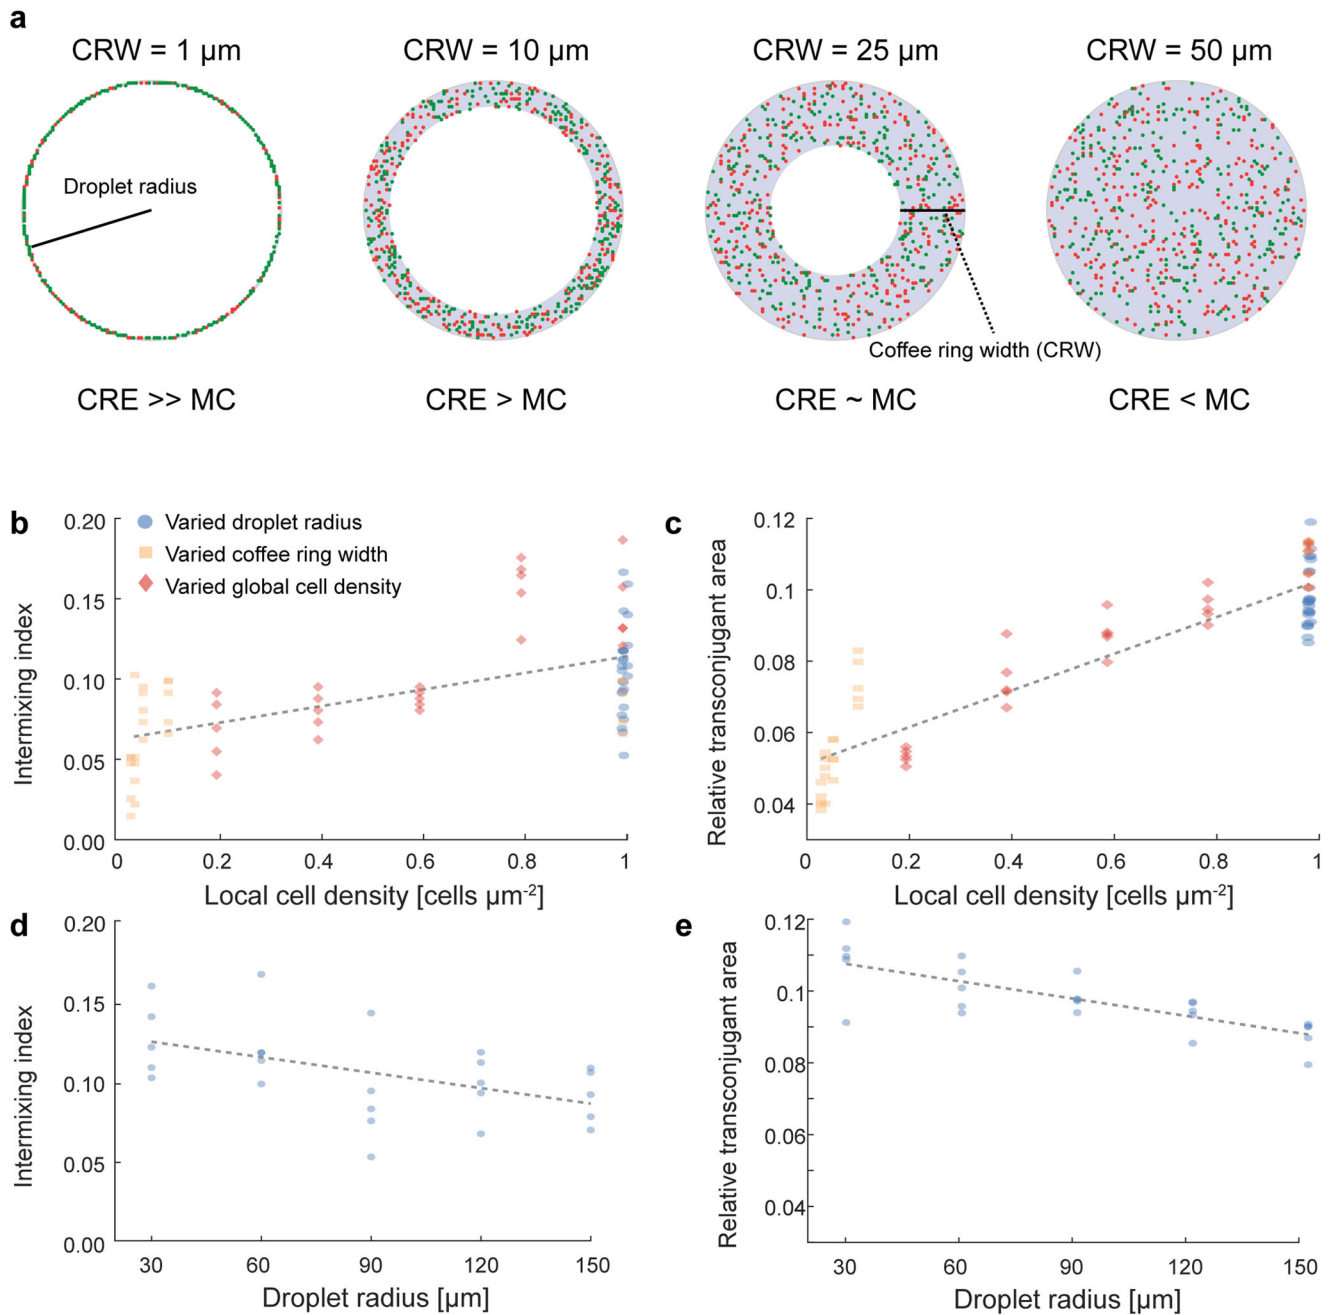 a
CRW = 1 µm
CRW = 10 µm
CRW = 25 µm
CRW = 50 µm
Droplet radius
Coffee ring width (CRW)
CRE >> MC
CRE > MC
CRE ~ MC
CRE < MC
b
Varied droplet radius
Varied coffee ring width
Varied global cell density
Intermixing index
0.20
0.15
0.10
0.05
0.00
0
0.2
0.4
0.6
0.8
1
Local cell density [cells µm⁻²]
c
Relative transconjugant area
0.12
0.1
0.08
0.06
0.04
0
0.2
0.4
0.6
0.8
1
Local cell density [cells µm⁻²]
d
Intermixing index
0.20
0.15
0.10
0.05
0.00
30
60
90
120
150
Droplet radius [µm]
e
Relative transconjugant area
0.12
0.1
0.08
0.06
0.04
30
60
90
120
150
Droplet radius [µm]